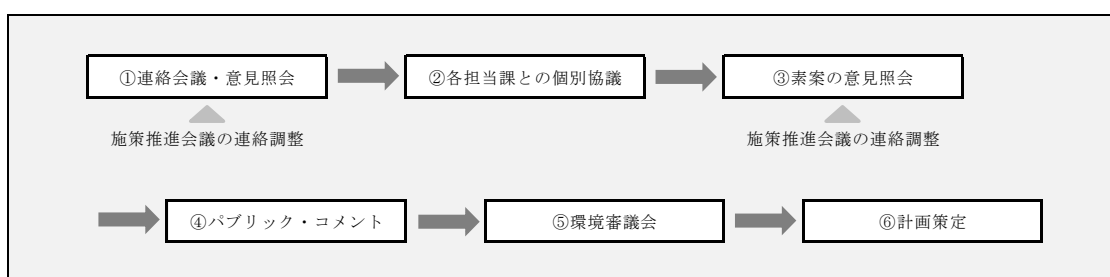 ①連絡会議・意見照会
②各担当課との個別協議
③素案の意見照会
施策推進会議の連絡調整
施策推進会議の連絡調整
④パブリック・コメント
⑤環境審議会
⑥計画策定